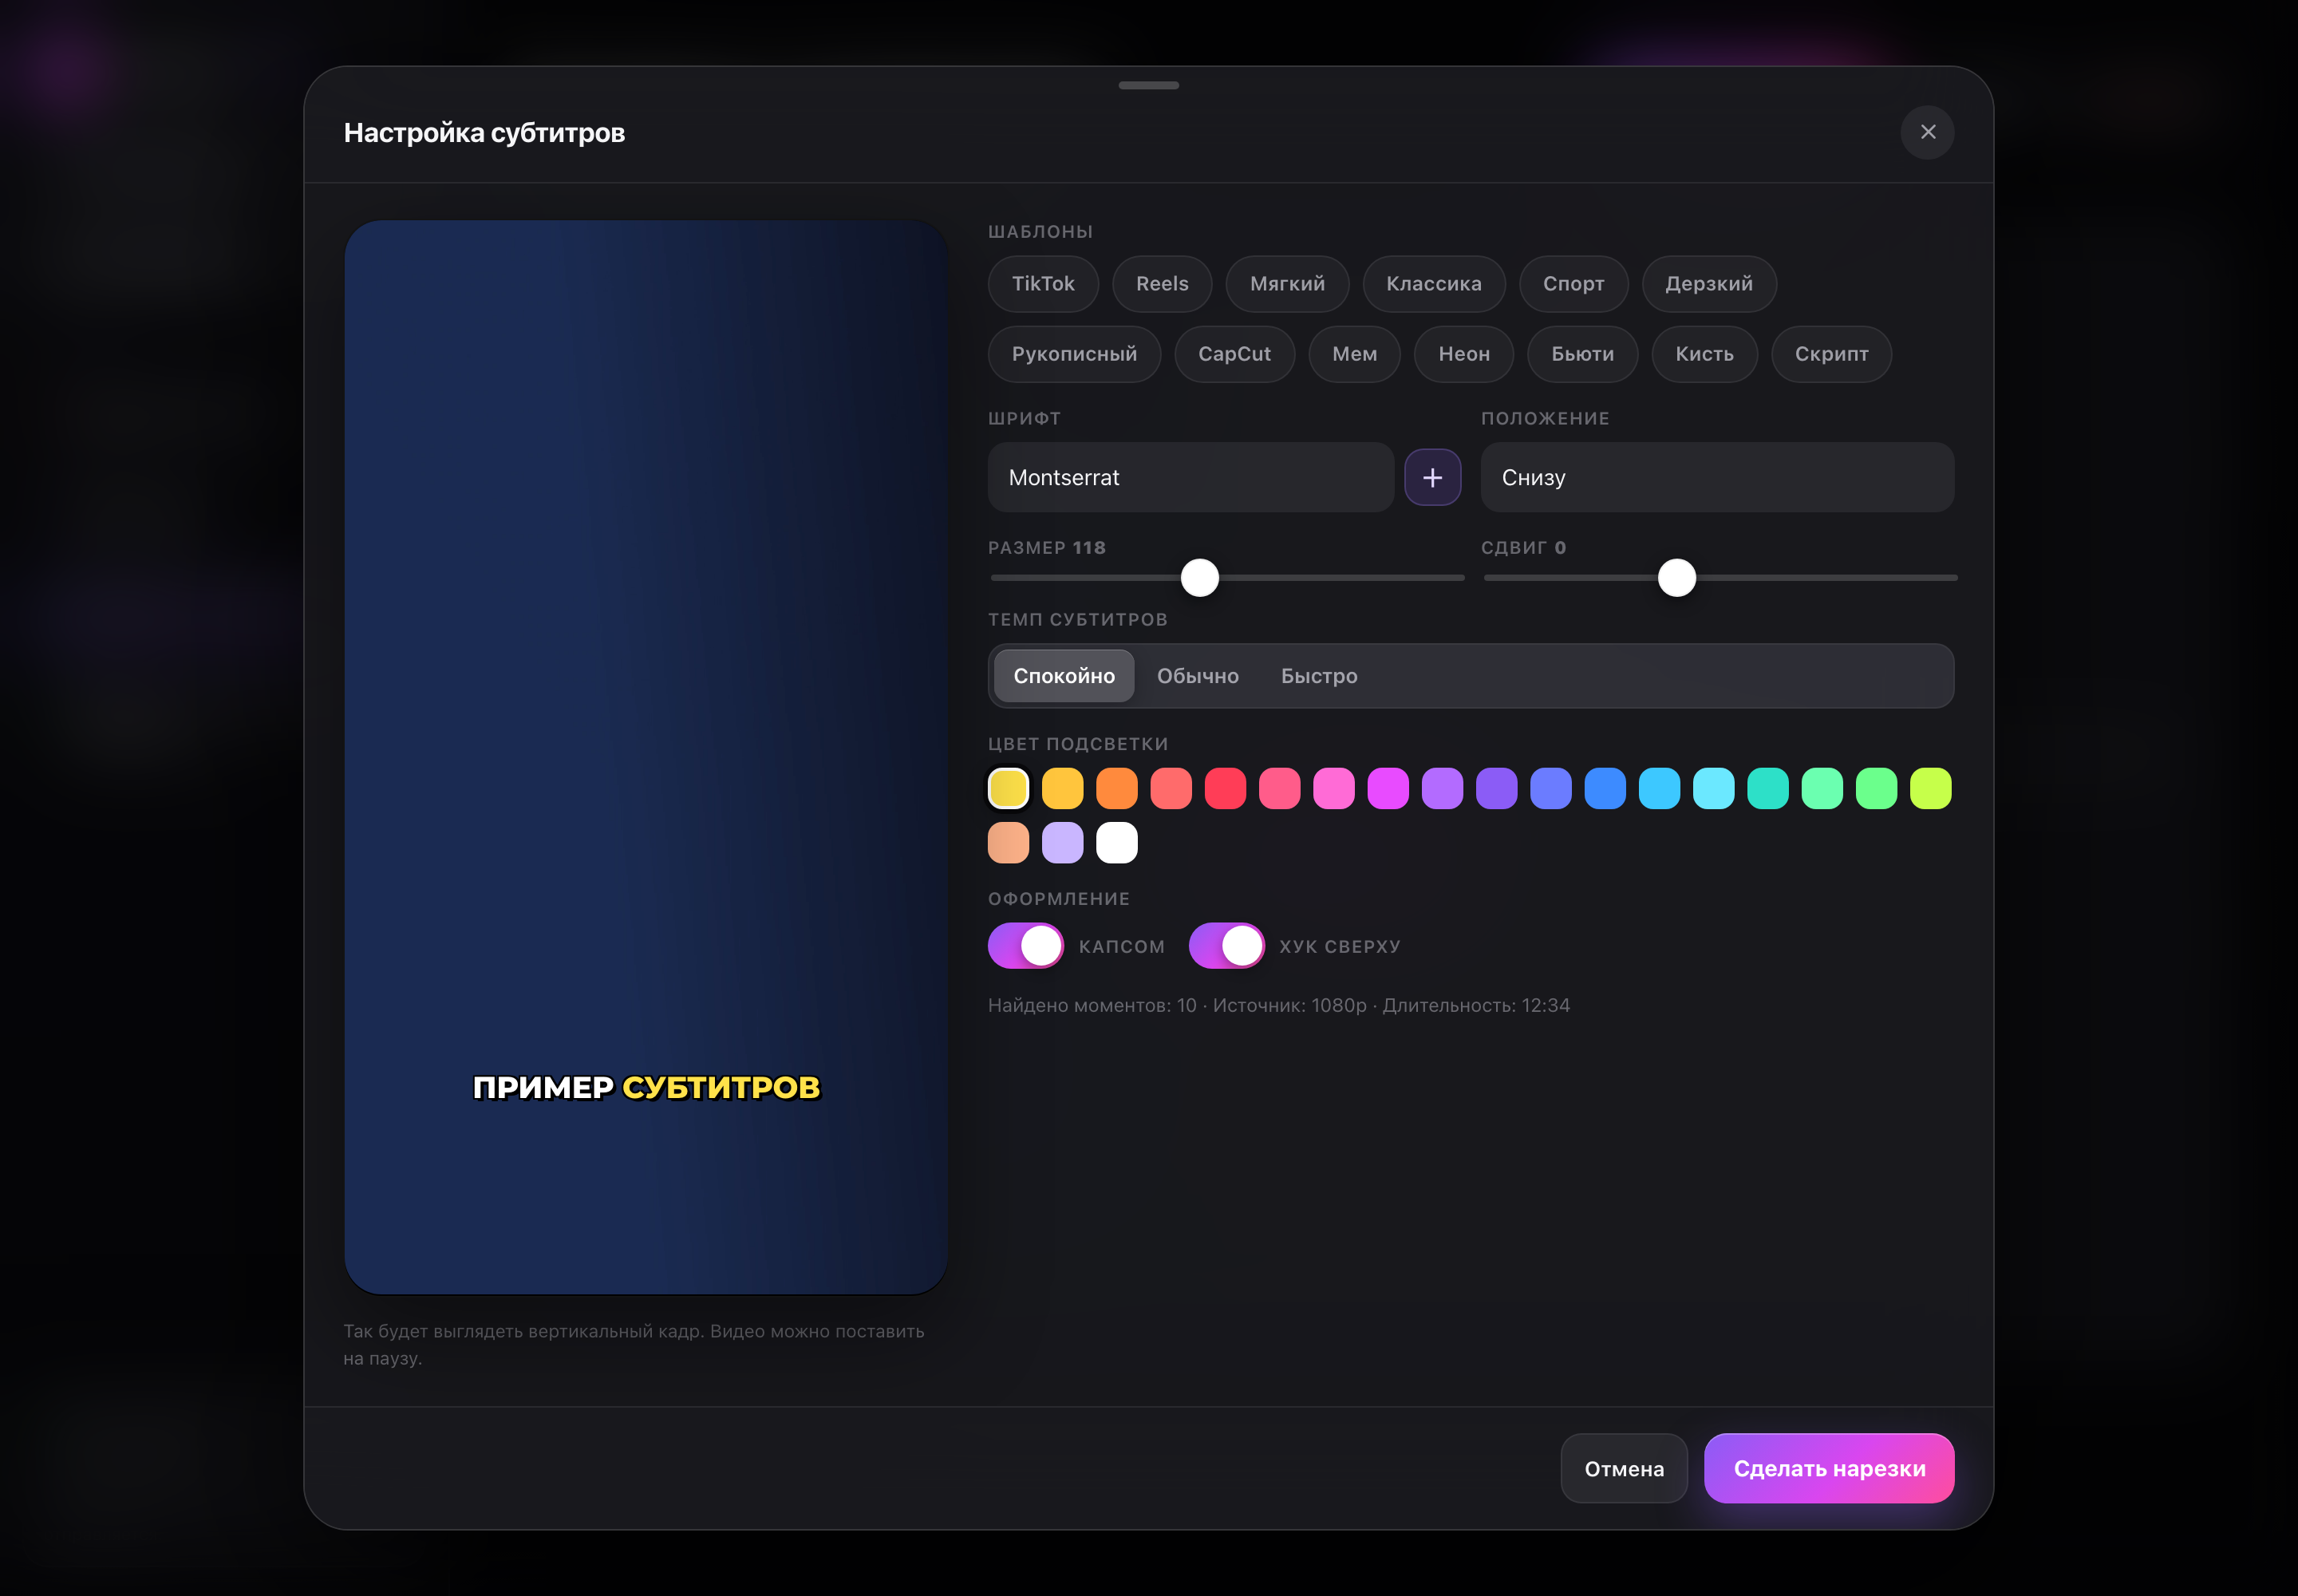 Настройка субтитров
ПРИМЕР СУБТИТРОВ
Так будет выглядеть вертикальный кадр. Видео можно поставить
на паузу.
ШАБЛОНЫ
TikTok Reels Мягкий Классика Спорт Дерзкий
Рукописный CapCut Мем Неон Бьюти Кисть Скрипт
ШРИФТ ПОЛОЖЕНИЕ
Montserrat + Снизу
РАЗМЕР 118 СДВИГ 0
ТЕМП СУБТИТРОВ
Спокойно Обычно Быстро
ЦВЕТ ПОДСВЕТКИ
ОФОРМЛЕНИЕ
КАПСОМ ХУК СВЕРХУ
Найдено моментов: 10 · Источник: 1080p · Длительность: 12:34
Отмена Сделать нарезки